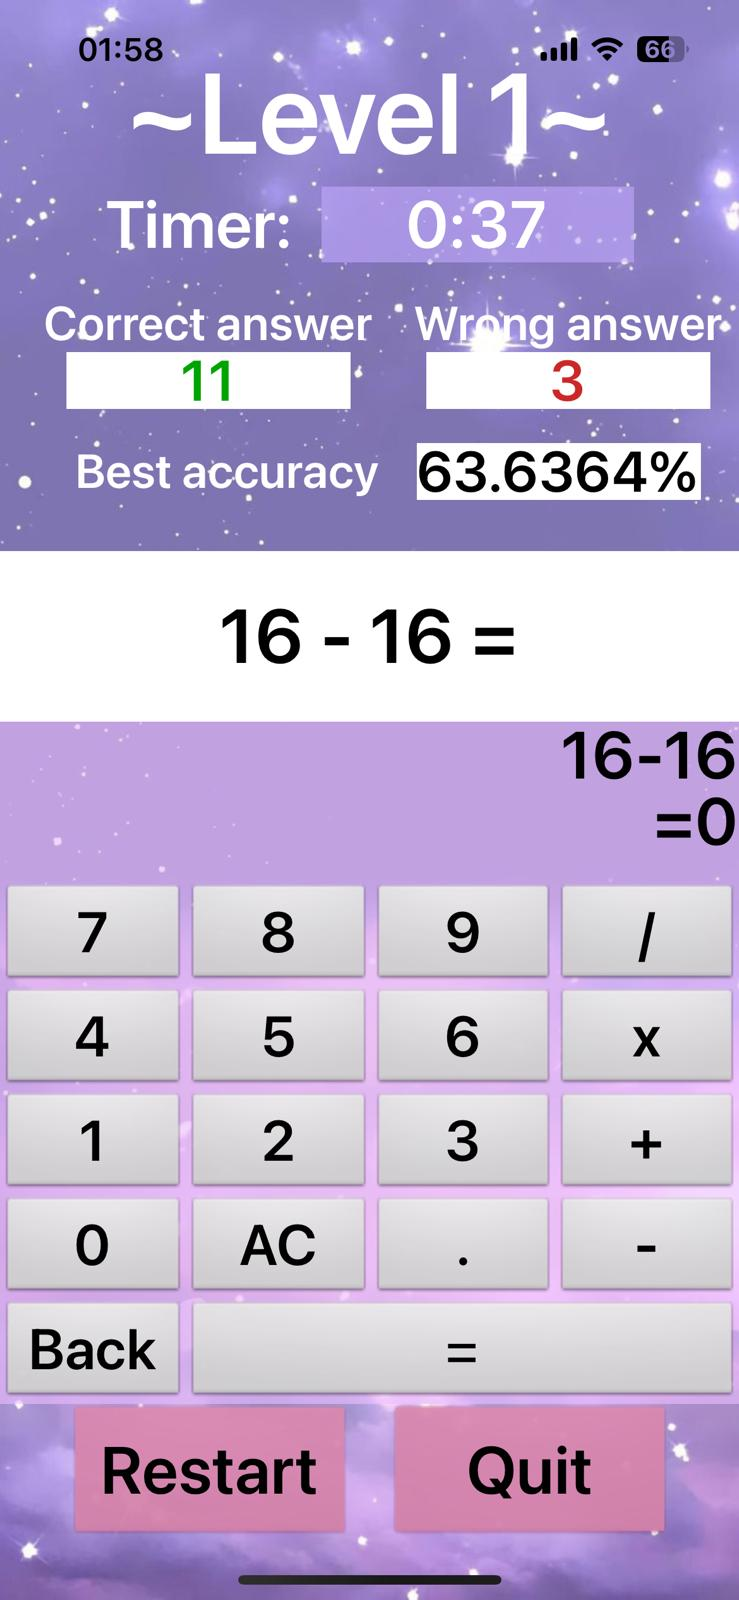 01:58 66
~Level 1~
Timer: 0:37
Correct answer Wrong answer
11 3
Best accuracy 63.6364%
16 - 16 =
16-16
=0
7 8 9 /
4 5 6 x
1 2 3 +
0 AC . -
Back =
Restart Quit